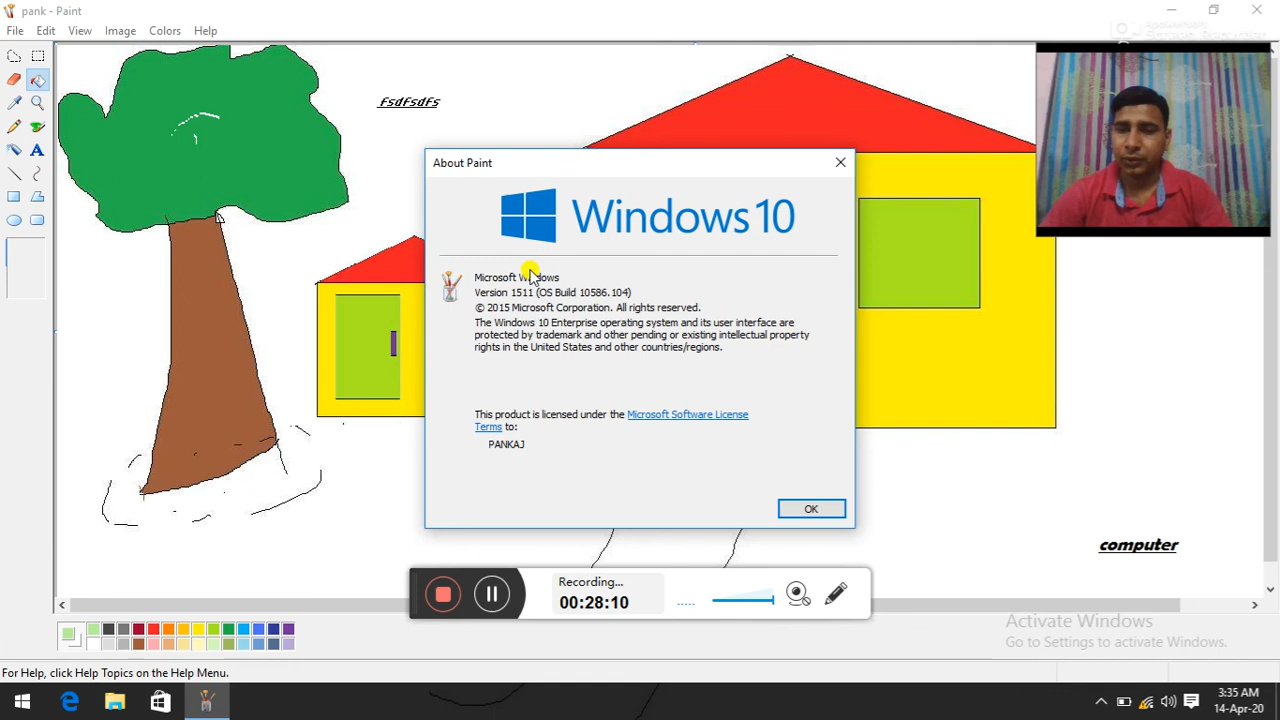 pank - Paint
File Edit View Image Colors Help
FsdFsdFs
About Paint
Windows 10
Microsoft Windows
Version 1511 (OS Build 10586.104)
© 2015 Microsoft Corporation. All rights reserved.
The Windows 10 Enterprise operating system and its user interface are
protected by trademark and other pending or existing intellectual property
rights in the United States and other countries/regions.
This product is licensed under the Microsoft Software License
Terms to:
PANKAJ
OK
computer
Recording...
00:28:10
Activate Windows
Go to Settings to activate Windows.
For Help, click Help Topics on the Help Menu.
3:35 AM
14-Apr-20